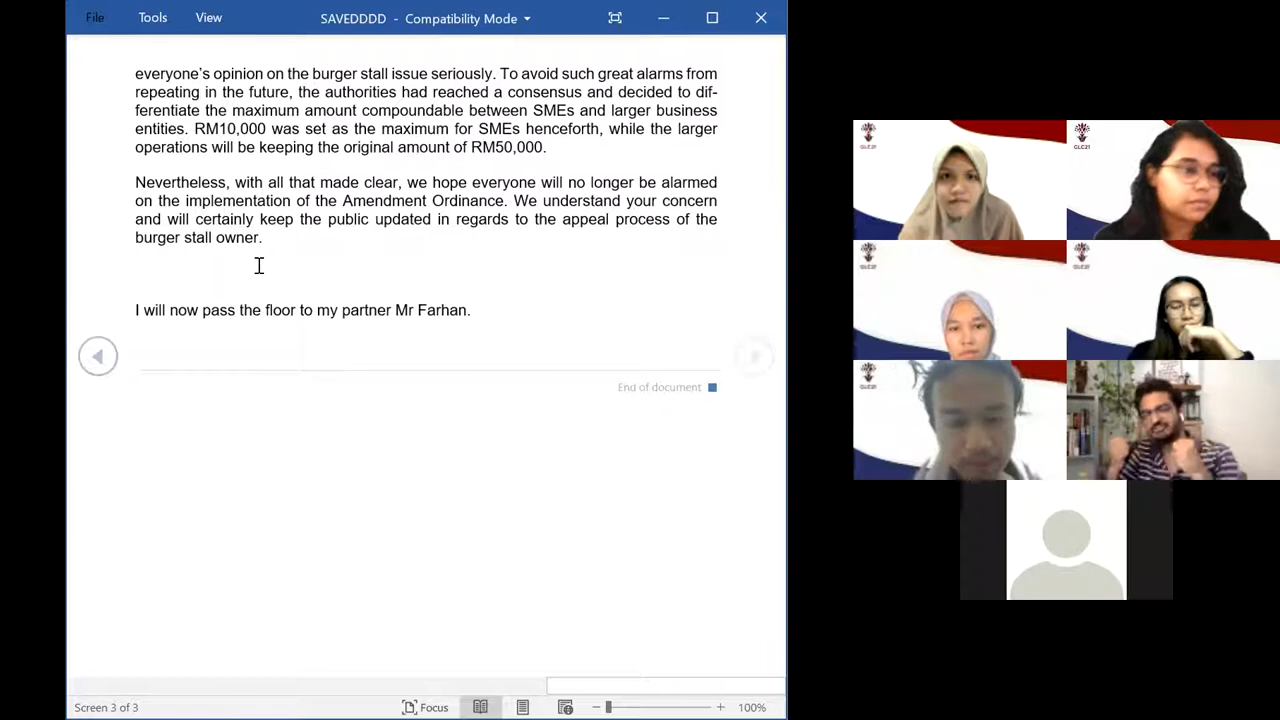 File
Tools
View
SAVEDDDD - Compatibility Mode
everyone's opinion on the burger stall issue seriously. To avoid such great alarms from
repeating in the future, the authorities had reached a consensus and decided to dif-
ferentiate the maximum amount compoundable between SMEs and larger business
entities. RM10,000 was set as the maximum for SMEs henceforth, while the larger
operations will be keeping the original amount of RM50,000.
Nevertheless, with all that made clear, we hope everyone will no longer be alarmed
on the implementation of the Amendment Ordinance. We understand your concern
and will certainly keep the public updated in regards to the appeal process of the
burger stall owner.
I will now pass the floor to my partner Mr Farhan.
End of document
Screen 3 of 3
Focus
100%
GLC21
GLC21
GLC21
GLC21
GLC21